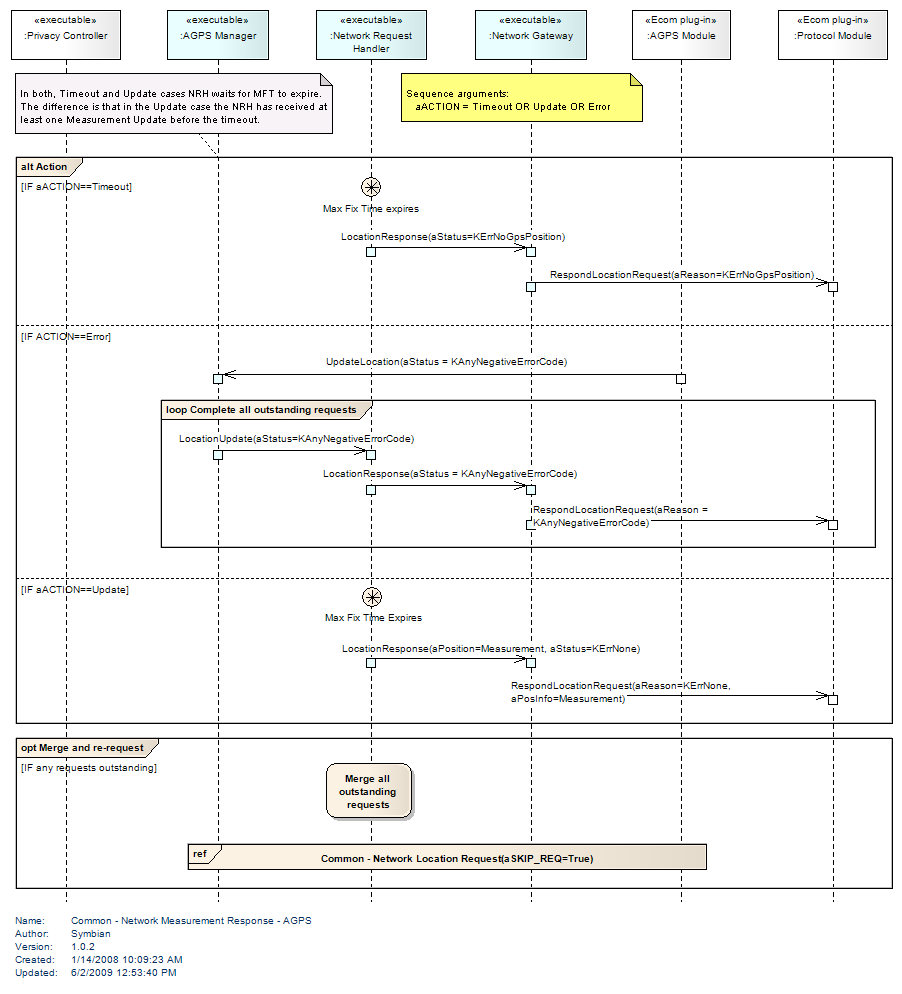 «executable»
:Privacy Controller
«executable»
:AGPS Manager
«executable»
:Network Request
Handler
«executable»
:Network Gateway
«Ecom plug-in»
:AGPS Module
«Ecom plug-in»
:Protocol Module
In both, Timeout and Update cases NRH waits for MFT to expire.
The difference is that in the Update case the NRH has received at
least one Measurement Update before the timeout.
Sequence arguments:
aACTION = Timeout OR Update OR Error
alt Action
[IF aACTION==Timeout]
Max Fix Time expires
LocationResponse(aStatus=KErrNoGpsPosition)
RespondLocationRequest(aReason=KErrNoGpsPosition)
[IF ACTION==Error]
UpdateLocation(aStatus = KAnyNegativeErrorCode)
loop Complete all outstanding requests
LocationUpdate(aStatus=KAnyNegativeErrorCode)
LocationResponse(aStatus = KAnyNegativeErrorCode)
RespondLocationRequest(aReason =
KAnyNegativeErrorCode)
[IF aACTION==Update]
Max Fix Time Expires
LocationResponse(aPosition=Measurement, aStatus=KErrNone)
RespondLocationRequest(aReason=KErrNone,
aPosInfo=Measurement)
opt Merge and re-request
[IF any requests outstanding]
Merge all
outstanding
requests
ref
Common - Network Location Request(aSKIP_REQ=True)
Name: Common - Network Measurement Response - AGPS
Author: Symbian
Version: 1.0.2
Created: 1/14/2008 10:09:23 AM
Updated: 6/2/2009 12:53:40 PM